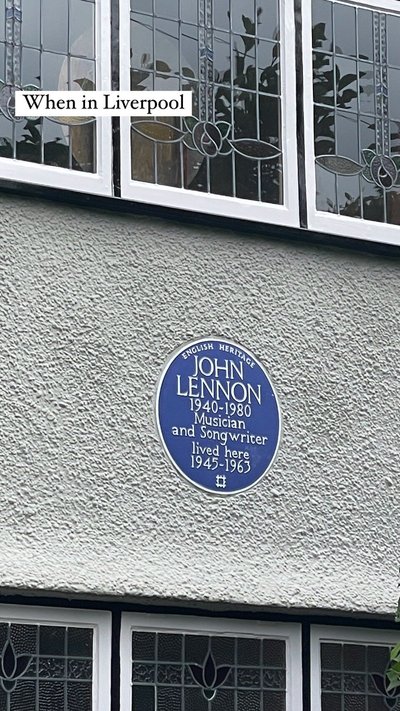 When in Liverpool
ENGLISH HERITAGE
JOHN
LENNON
1940-1980
Musician
and Songwriter
lived here
1945-1963